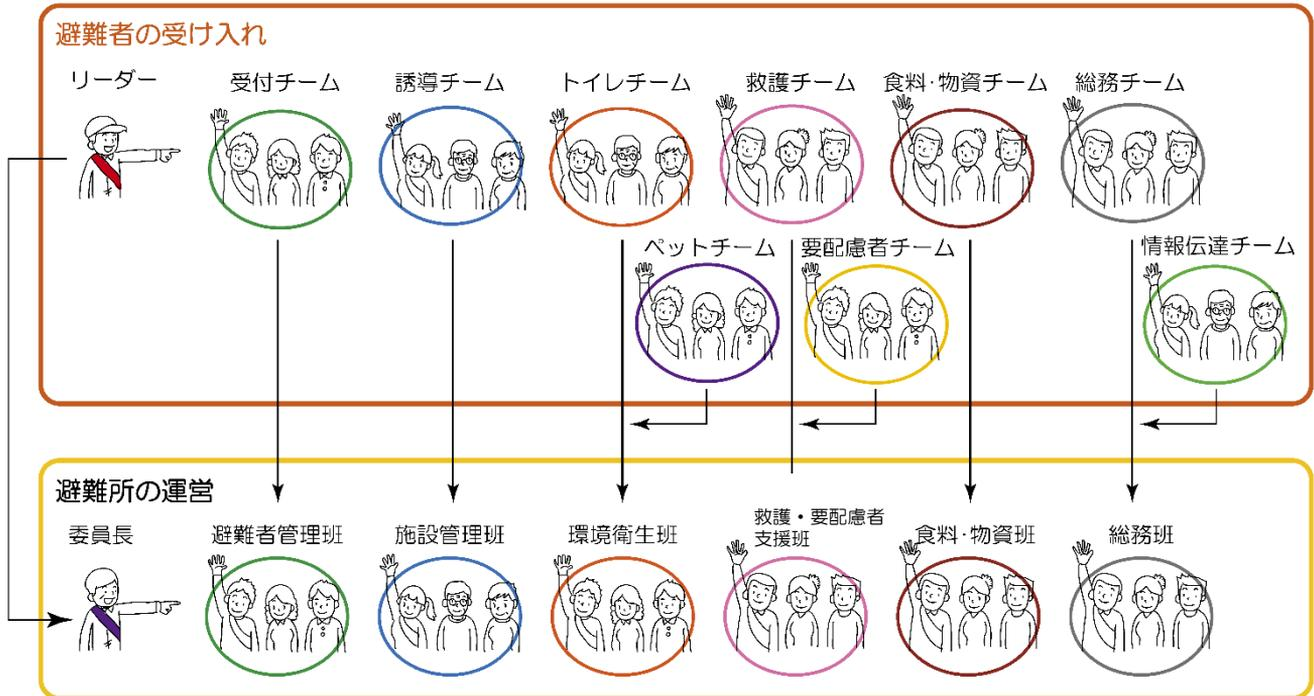 避難者の受け入れ
リーダー
受付チーム
誘導チーム
トイレチーム
救護チーム
食料・物資チーム
総務チーム
ペットチーム
要配慮者チーム
情報伝達チーム
避難所の運営
委員長
避難者管理班
施設管理班
環境衛生班
救護・要配慮者
支援班
食料・物資班
総務班